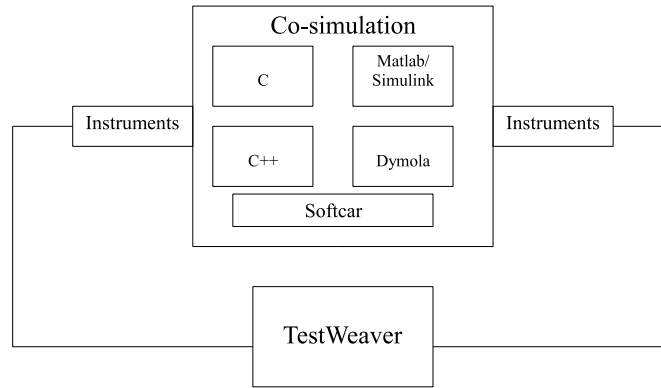 Co-simulation
C
Matlab/
Simulink
Instruments
Instruments
C++
Dymola
Softcar
TestWeaver